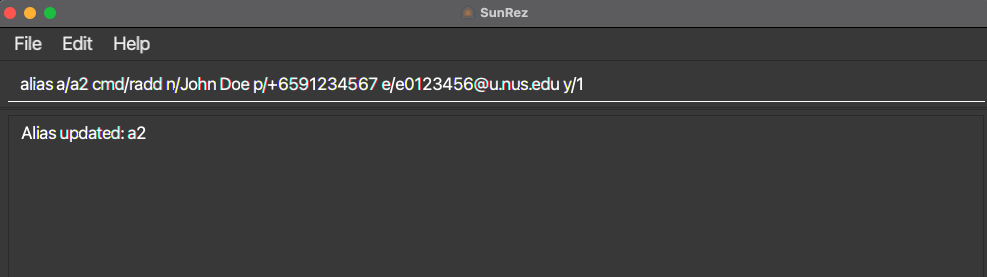 SunRez
File Edit Help
alias a/a2 cmd/radd n/John Doe p/+6591234567 e/e0123456@u.nus.edu y/1
Alias updated: a2